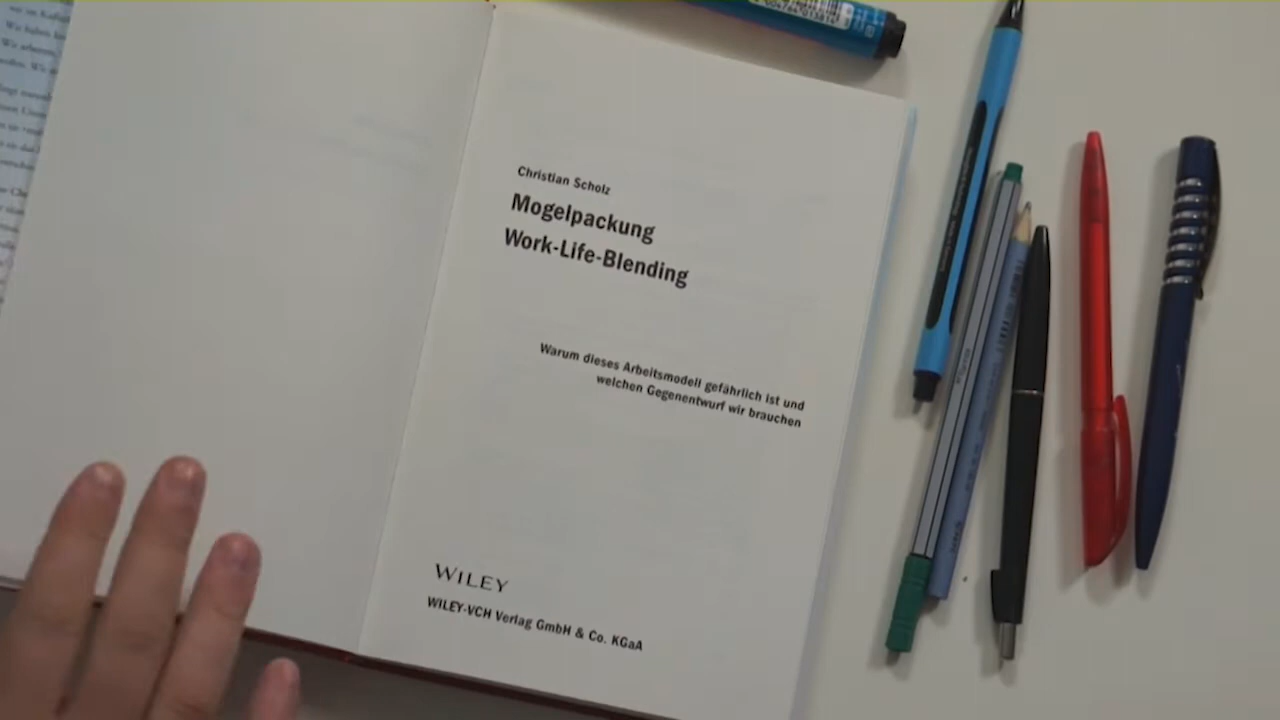 Christian Scholz
Mogelpackung
Work-Life-Blending
Warum dieses Arbeitsmodell gefährlich ist und
welchen Gegenentwurf wir brauchen
WILEY
WILEY-VCH Verlag GmbH & Co. KGaA